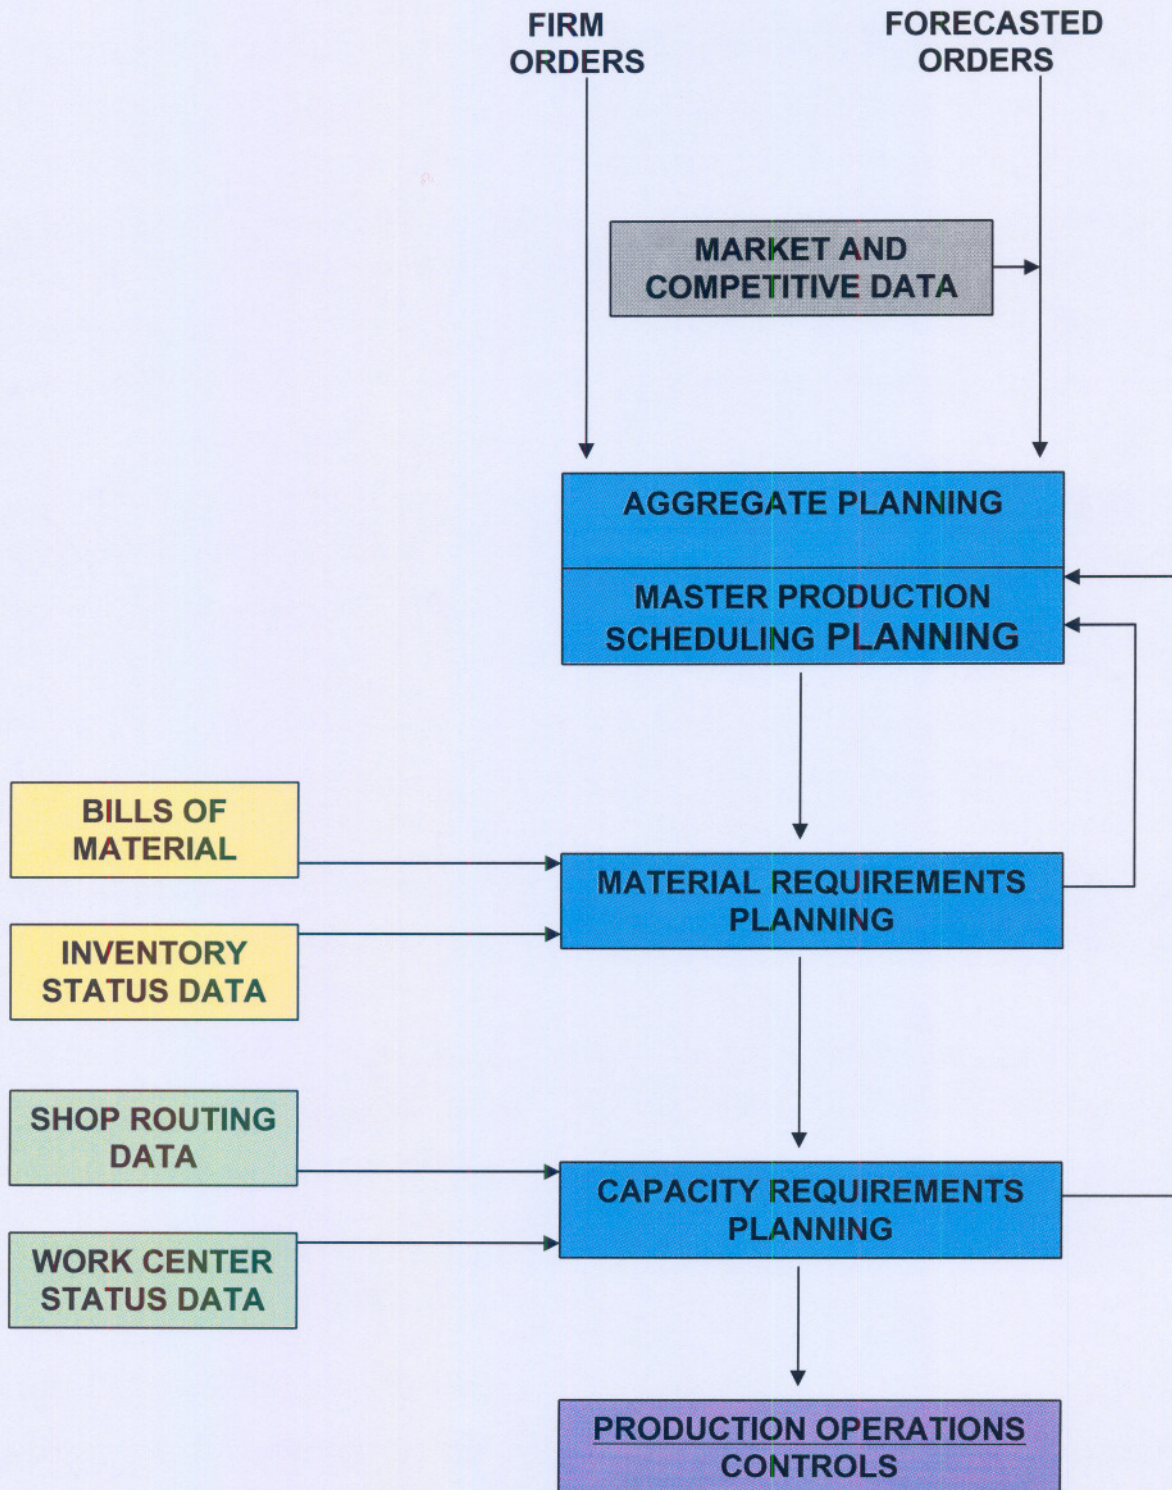 FIRM
ORDERS
FORECASTED
ORDERS
MARKET AND
COMPETITIVE DATA
AGGREGATE PLANNING
MASTER PRODUCTION
SCHEDULING PLANNING
BILLS OF
MATERIAL
MATERIAL REQUIREMENTS
PLANNING
INVENTORY
STATUS DATA
SHOP ROUTING
DATA
CAPACITY REQUIREMENTS
PLANNING
WORK CENTER
STATUS DATA
PRODUCTION OPERATIONS
CONTROLS